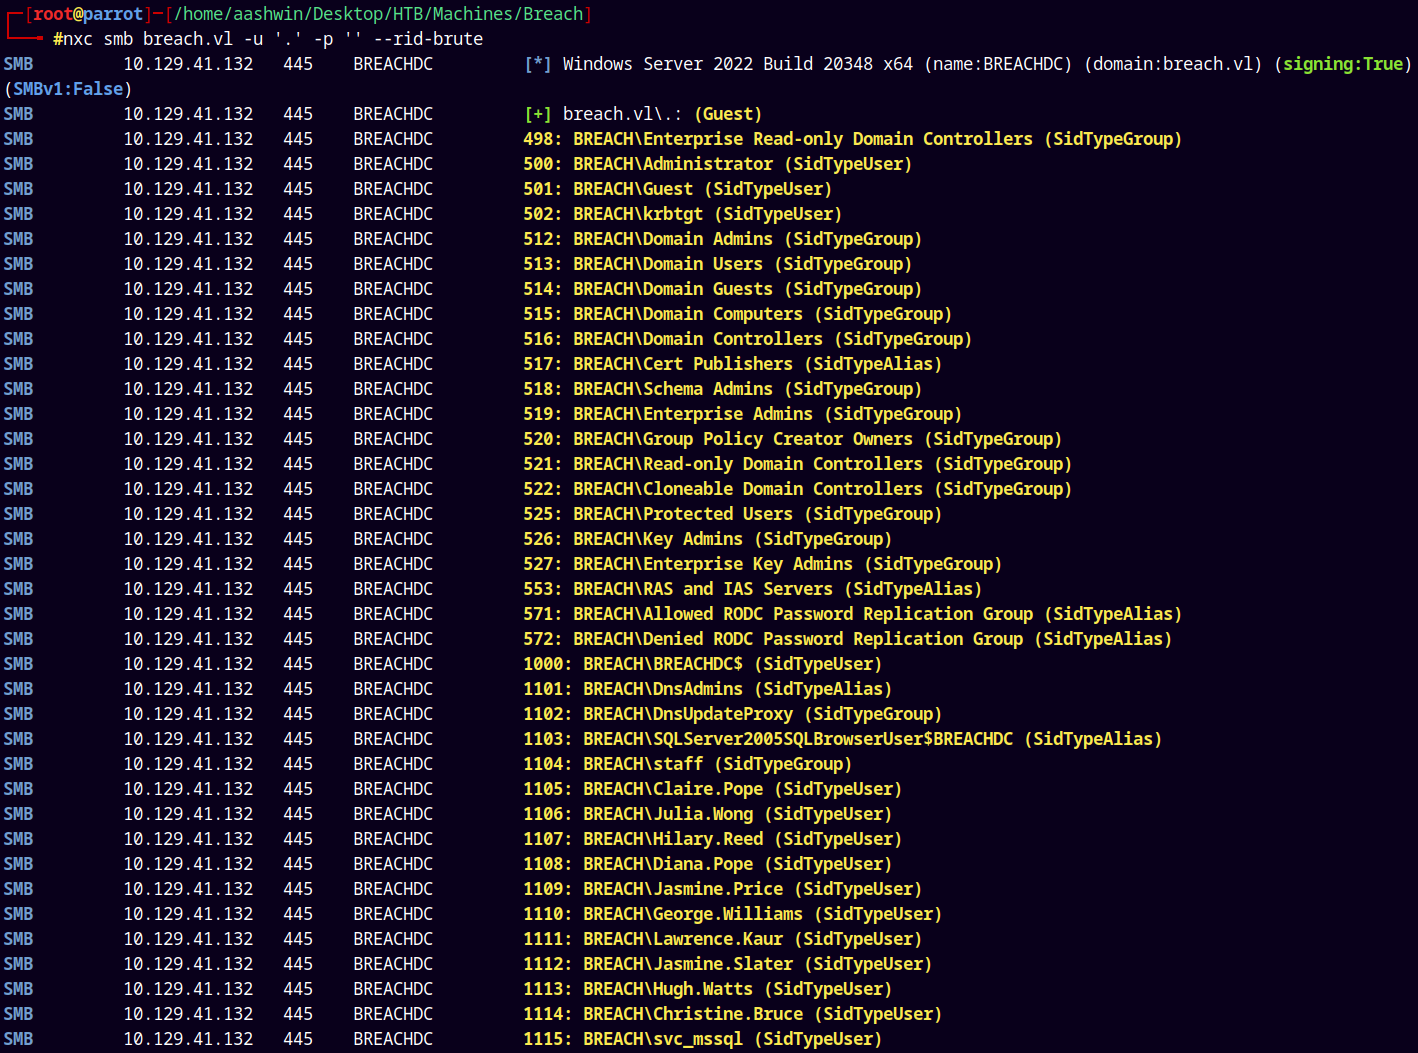 ┌─[root@parrot]─[/home/aashwin/Desktop/HTB/Machines/Breach]
└──╼ #nxc smb breach.vl -u '.' -p '' --rid-brute
SMB 10.129.41.132 445 BREACHDC [*] Windows Server 2022 Build 20348 x64 (name:BREACHDC) (domain:breach.vl) (signing:True)
(SMBv1:False)
SMB 10.129.41.132 445 BREACHDC [+] breach.vl\.: (Guest)
SMB 10.129.41.132 445 BREACHDC 498: BREACH\Enterprise Read-only Domain Controllers (SidTypeGroup)
SMB 10.129.41.132 445 BREACHDC 500: BREACH\Administrator (SidTypeUser)
SMB 10.129.41.132 445 BREACHDC 501: BREACH\Guest (SidTypeUser)
SMB 10.129.41.132 445 BREACHDC 502: BREACH\krbtgt (SidTypeUser)
SMB 10.129.41.132 445 BREACHDC 512: BREACH\Domain Admins (SidTypeGroup)
SMB 10.129.41.132 445 BREACHDC 513: BREACH\Domain Users (SidTypeGroup)
SMB 10.129.41.132 445 BREACHDC 514: BREACH\Domain Guests (SidTypeGroup)
SMB 10.129.41.132 445 BREACHDC 515: BREACH\Domain Computers (SidTypeGroup)
SMB 10.129.41.132 445 BREACHDC 516: BREACH\Domain Controllers (SidTypeGroup)
SMB 10.129.41.132 445 BREACHDC 517: BREACH\Cert Publishers (SidTypeAlias)
SMB 10.129.41.132 445 BREACHDC 518: BREACH\Schema Admins (SidTypeGroup)
SMB 10.129.41.132 445 BREACHDC 519: BREACH\Enterprise Admins (SidTypeGroup)
SMB 10.129.41.132 445 BREACHDC 520: BREACH\Group Policy Creator Owners (SidTypeGroup)
SMB 10.129.41.132 445 BREACHDC 521: BREACH\Read-only Domain Controllers (SidTypeGroup)
SMB 10.129.41.132 445 BREACHDC 522: BREACH\Cloneable Domain Controllers (SidTypeGroup)
SMB 10.129.41.132 445 BREACHDC 525: BREACH\Protected Users (SidTypeGroup)
SMB 10.129.41.132 445 BREACHDC 526: BREACH\Key Admins (SidTypeGroup)
SMB 10.129.41.132 445 BREACHDC 527: BREACH\Enterprise Key Admins (SidTypeGroup)
SMB 10.129.41.132 445 BREACHDC 553: BREACH\RAS and IAS Servers (SidTypeAlias)
SMB 10.129.41.132 445 BREACHDC 571: BREACH\Allowed RODC Password Replication Group (SidTypeAlias)
SMB 10.129.41.132 445 BREACHDC 572: BREACH\Denied RODC Password Replication Group (SidTypeAlias)
SMB 10.129.41.132 445 BREACHDC 1000: BREACH\BREACHDC$ (SidTypeUser)
SMB 10.129.41.132 445 BREACHDC 1101: BREACH\DnsAdmins (SidTypeAlias)
SMB 10.129.41.132 445 BREACHDC 1102: BREACH\DnsUpdateProxy (SidTypeGroup)
SMB 10.129.41.132 445 BREACHDC 1103: BREACH\SQLServer2005SQLBrowserUser$BREACHDC (SidTypeAlias)
SMB 10.129.41.132 445 BREACHDC 1104: BREACH\staff (SidTypeGroup)
SMB 10.129.41.132 445 BREACHDC 1105: BREACH\Claire.Pope (SidTypeUser)
SMB 10.129.41.132 445 BREACHDC 1106: BREACH\Julia.Wong (SidTypeUser)
SMB 10.129.41.132 445 BREACHDC 1107: BREACH\Hilary.Reed (SidTypeUser)
SMB 10.129.41.132 445 BREACHDC 1108: BREACH\Diana.Pope (SidTypeUser)
SMB 10.129.41.132 445 BREACHDC 1109: BREACH\Jasmine.Price (SidTypeUser)
SMB 10.129.41.132 445 BREACHDC 1110: BREACH\George.Williams (SidTypeUser)
SMB 10.129.41.132 445 BREACHDC 1111: BREACH\Lawrence.Kaur (SidTypeUser)
SMB 10.129.41.132 445 BREACHDC 1112: BREACH\Jasmine.Slater (SidTypeUser)
SMB 10.129.41.132 445 BREACHDC 1113: BREACH\Hugh.Watts (SidTypeUser)
SMB 10.129.41.132 445 BREACHDC 1114: BREACH\Christine.Bruce (SidTypeUser)
SMB 10.129.41.132 445 BREACHDC 1115: BREACH\svc_mssql (SidTypeUser)